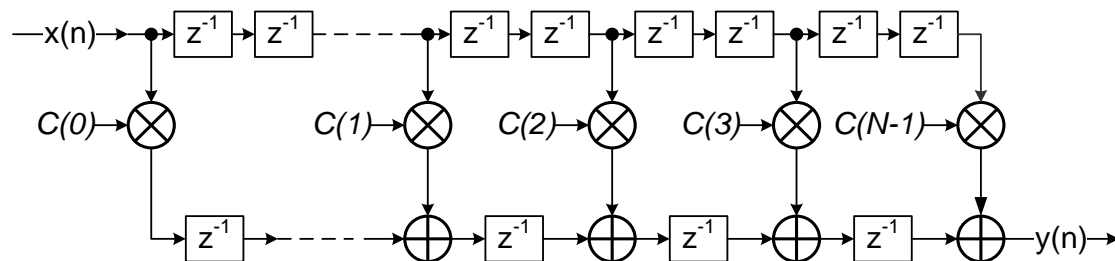 x(n) z⁻¹ z⁻¹ z⁻¹ z⁻¹ z⁻¹ z⁻¹ z⁻¹ z⁻¹
C(0) C(1) C(2) C(3) C(N-1)
z⁻¹ z⁻¹ z⁻¹ z⁻¹ y(n)